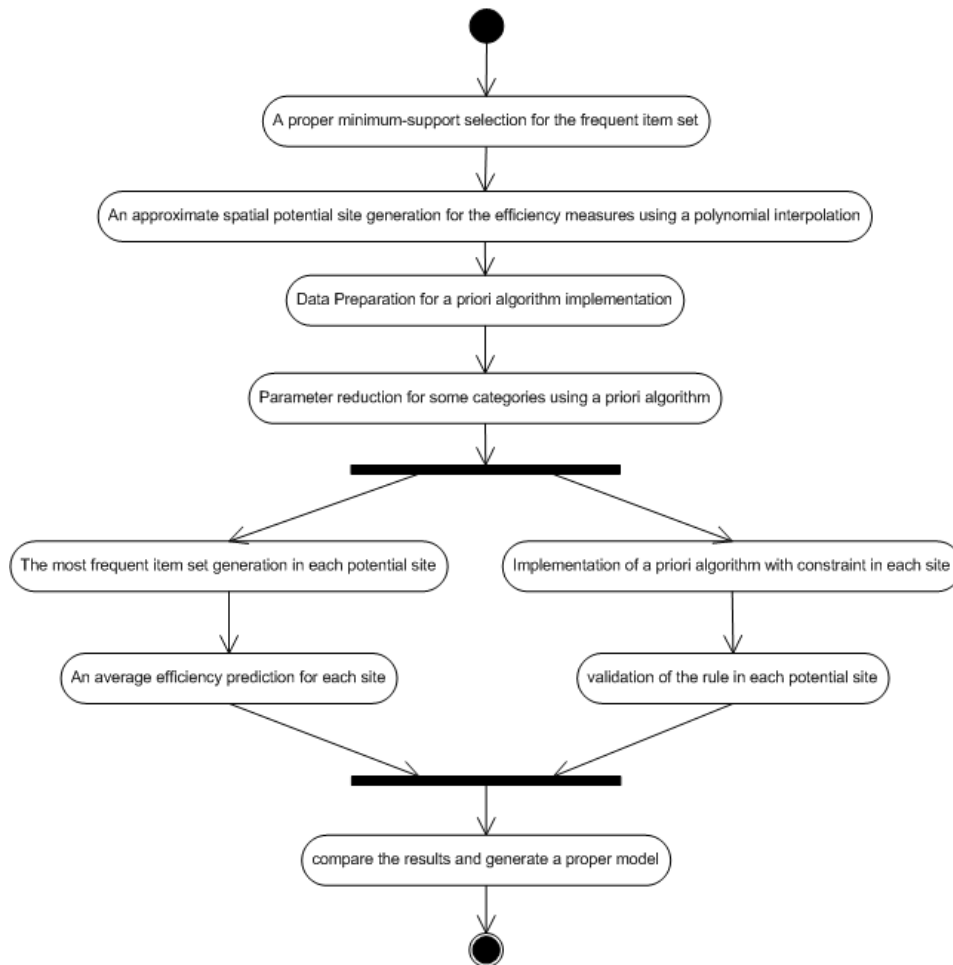 A proper minimum-support selection for the frequent item set
An approximate spatial potential site generation for the efficiency measures using a polynomial interpolation
Data Preparation for a priori algorithm implementation
Parameter reduction for some categories using a priori algorithm
The most frequent item set generation in each potential site
Implementation of a priori algorithm with constraint in each site
An average efficiency prediction for each site
validation of the rule in each potential site
compare the results and generate a proper model